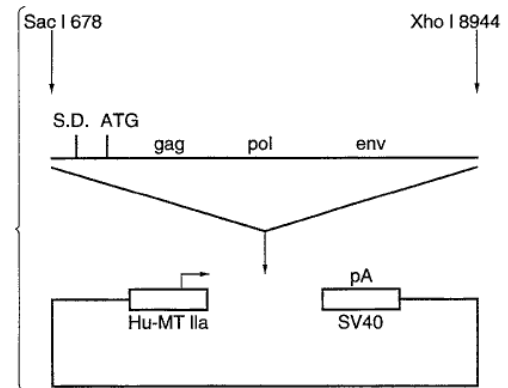 Sac I 678 Xho I 8944
S.D. ATG
gag pol env
pA
Hu-MT IIa SV40